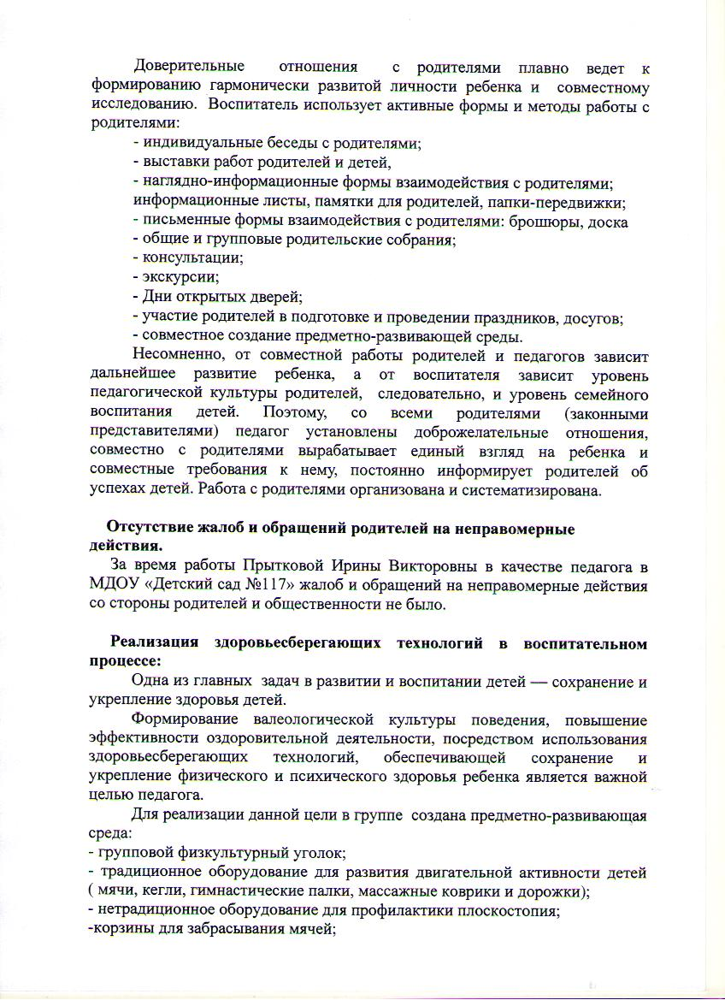 Доверительные отношения с родителями плавно ведет к
формированию гармонически развитой личности ребенка и совместному
исследованию. Воспитатель использует активные формы и методы работы с
родителями:
- индивидуальные беседы с родителями;
- выставки работ родителей и детей,
- наглядно-информационные формы взаимодействия с родителями;
информационные листы, памятки для родителей, папки-передвижки;
- письменные формы взаимодействия с родителями: брошюры, доска
- общие и групповые родительские собрания;
- консультации;
- экскурсии;
- Дни открытых дверей;
- участие родителей в подготовке и проведении праздников, досугов;
- совместное создание предметно-развивающей среды.
Несомненно, от совместной работы родителей и педагогов зависит
дальнейшее развитие ребенка, а от воспитателя зависит уровень
педагогической культуры родителей, следовательно, и уровень семейного
воспитания детей. Поэтому, со всеми родителями (законными
представителями) педагог установлены доброжелательные отношения,
совместно с родителями вырабатывает единый взгляд на ребенка и
совместные требования к нему, постоянно информирует родителей об
успехах детей. Работа с родителями организована и систематизирована.
Отсутствие жалоб и обращений родителей на неправомерные
действия.
За время работы Прытковой Ирины Викторовны в качестве педагога в
МДОУ «Детский сад №117» жалоб и обращений на неправомерные действия
со стороны родителей и общественности не было.
Реализация здоровьесберегающих технологий в воспитательном
процессе:
Одна из главных задач в развитии и воспитании детей — сохранение и
укрепление здоровья детей.
Формирование валеологической культуры поведения, повышение
эффективности оздоровительной деятельности, посредством использования
здоровьесберегающих технологий, обеспечивающей сохранение и
укрепление физического и психического здоровья ребенка является важной
целью педагога.
Для реализации данной цели в группе создана предметно-развивающая
среда:
- групповой физкультурный уголок;
- традиционное оборудование для развития двигательной активности детей
( мячи, кегли, гимнастические палки, массажные коврики и дорожки);
- нетрадиционное оборудование для профилактики плоскостопия;
-корзины для забрасывания мячей;